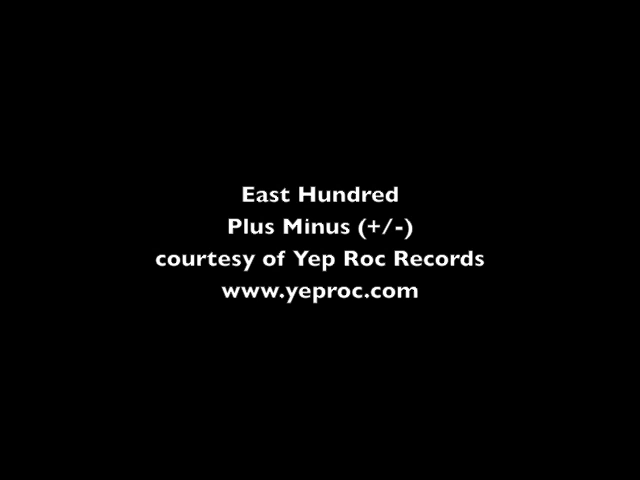 East Hundred
Plus Minus (+/-)
courtesy of Yep Roc Records
www.yeproc.com